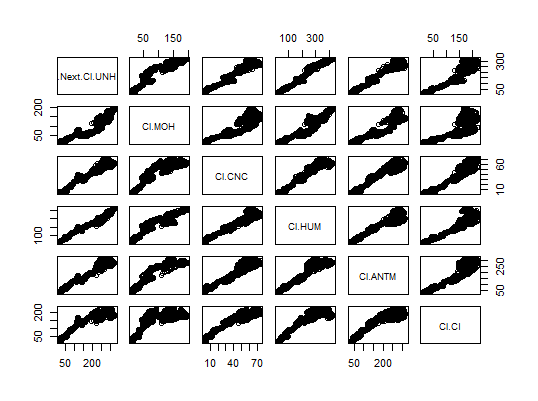 50 150
100 300
50 150
.Next.Cl.UNH
50 300
50 200
Cl.MOH
Cl.CNC
10 60
100
Cl.HUM
Cl.ANTM
50 250
50 200
Cl.CI
50 200
10 40 70
50 200